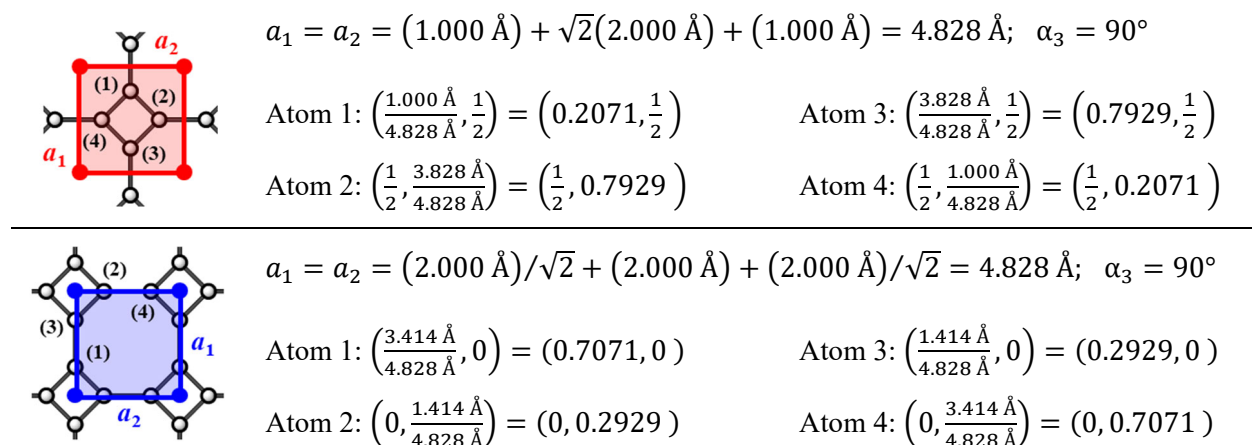 a₂
(1)
(2)
(4)
(3)
a₁
a₁ = a₂ = (1.000 Å) + √2(2.000 Å) + (1.000 Å) = 4.828 Å; α₃ = 90°
Atom 1: (1.000 Å/4.828 Å, 1/2) = (0.2071, 1/2) Atom 3: (3.828 Å/4.828 Å, 1/2) = (0.7929, 1/2)
Atom 2: (1/2, 3.828 Å/4.828 Å) = (1/2, 0.7929 ) Atom 4: (1/2, 1.000 Å/4.828 Å) = (1/2, 0.2071 )
(2)
(4)
(3)
(1)
a₁
a₂
a₁ = a₂ = (2.000 Å)/√2 + (2.000 Å) + (2.000 Å)/√2 = 4.828 Å; α₃ = 90°
Atom 1: (3.414 Å/4.828 Å, 0) = (0.7071, 0 ) Atom 3: (1.414 Å/4.828 Å, 0) = (0.2929, 0 )
Atom 2: (0, 1.414 Å/4.828 Å) = (0, 0.2929 ) Atom 4: (0, 3.414 Å/4.828 Å) = (0, 0.7071 )